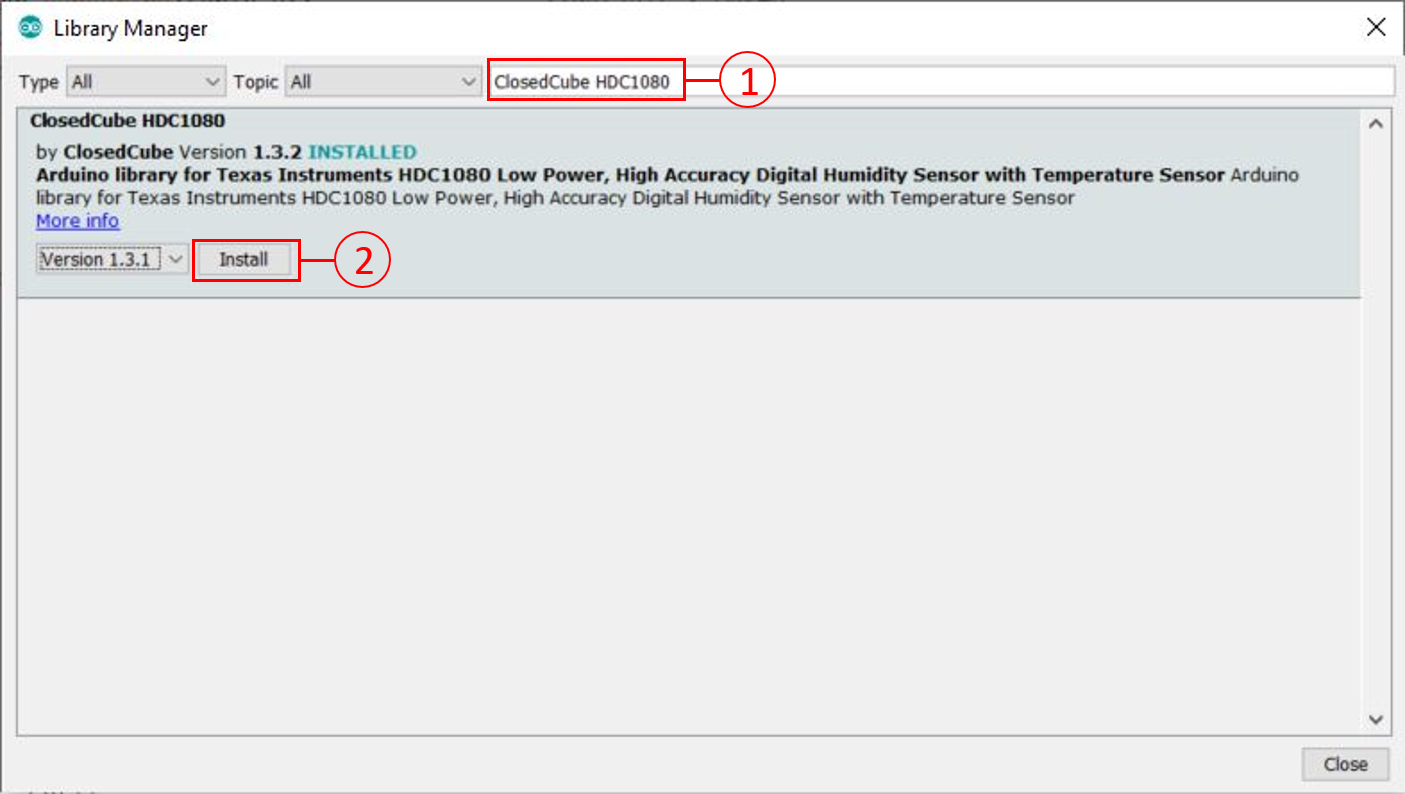 Library Manager
Type All Topic All ClosedCube HDC1080 1
ClosedCube HDC1080
by ClosedCube Version 1.3.2 INSTALLED
Arduino library for Texas Instruments HDC1080 Low Power, High Accuracy Digital Humidity Sensor with Temperature Sensor Arduino
library for Texas Instruments HDC1080 Low Power, High Accuracy Digital Humidity Sensor with Temperature Sensor
More info
Version 1.3.1 Install 2
Close